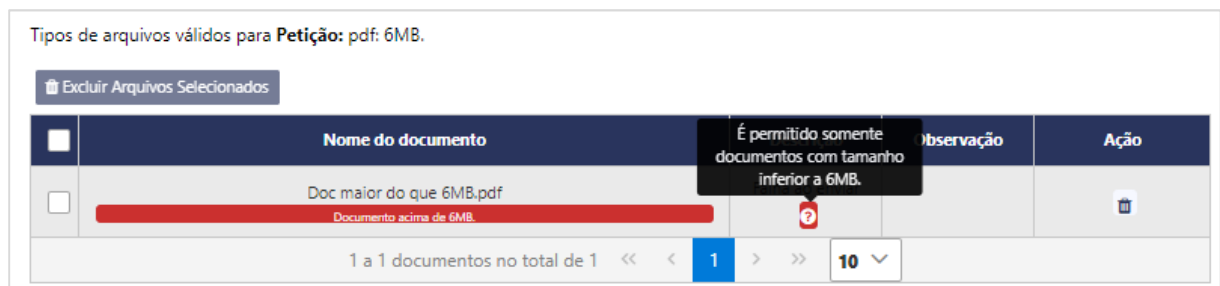 Tipos de arquivos válidos para Petição: pdf: 6MB.
Excluir Arquivos Selecionados
Nome do documento
É permitido somente
documentos com tamanho
inferior a 6MB.
Observação
Ação
Doc maior do que 6MB.pdf
Documento acima de 6MB.
?
1 a 1 documentos no total de 1 « < 1 > » 10